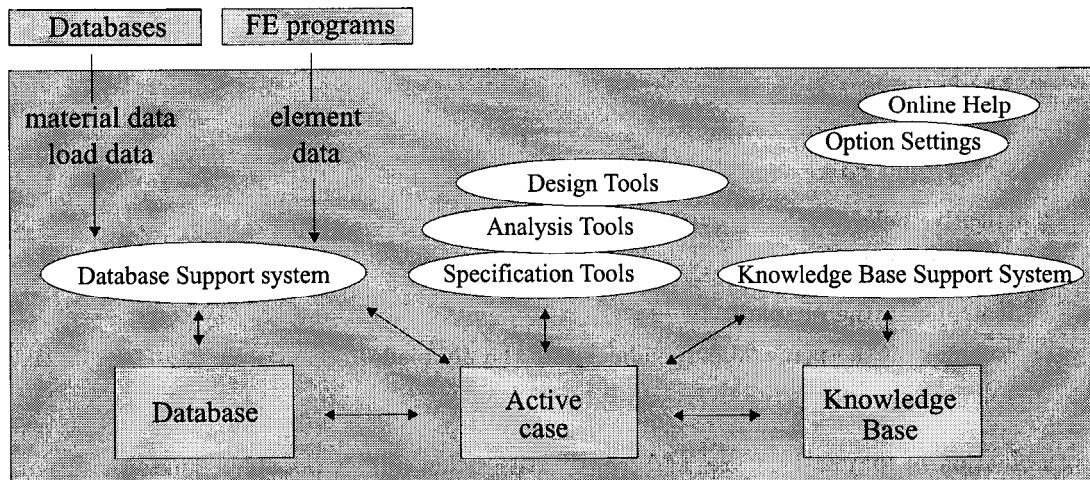 Databases
FE programs
material data
load data
element
data
Online Help
Option Settings
Design Tools
Analysis Tools
Specification Tools
Database Support system
Knowledge Base Support System
Database
Active
case
Knowledge
Base